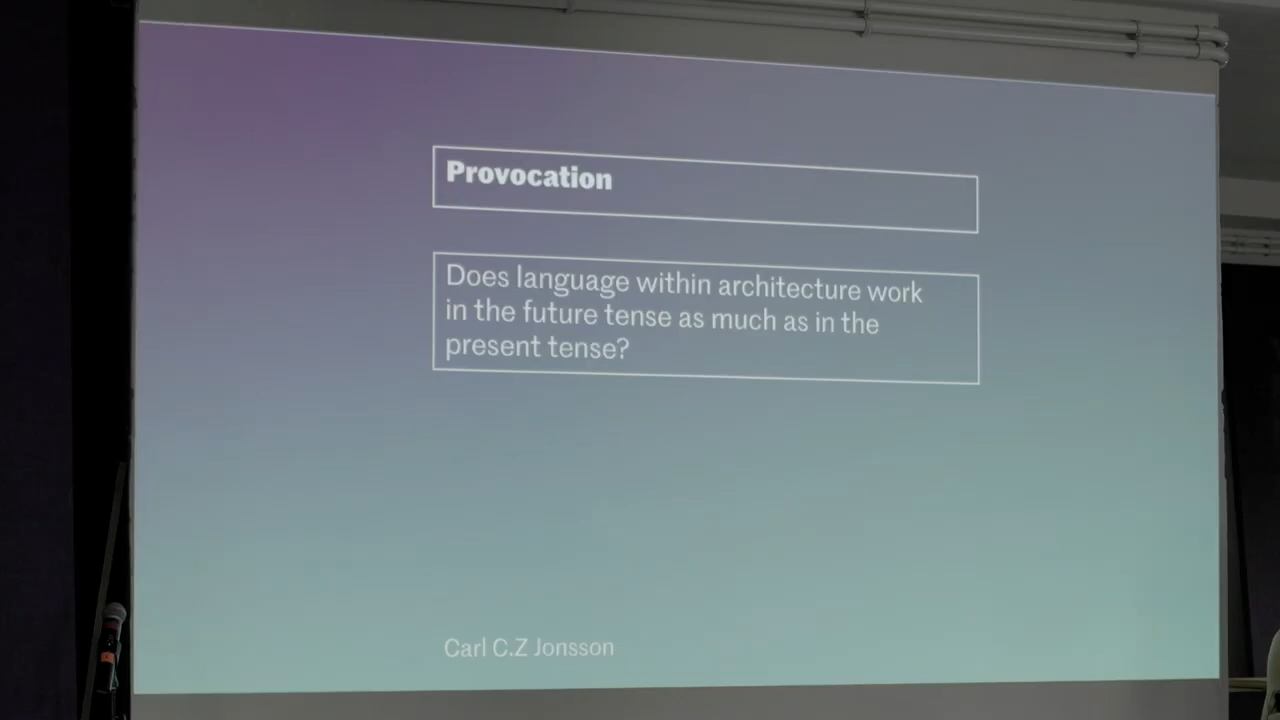 Provocation
Does language within architecture work
in the future tense as much as in the
present tense?
Carl C.Z Jonsson